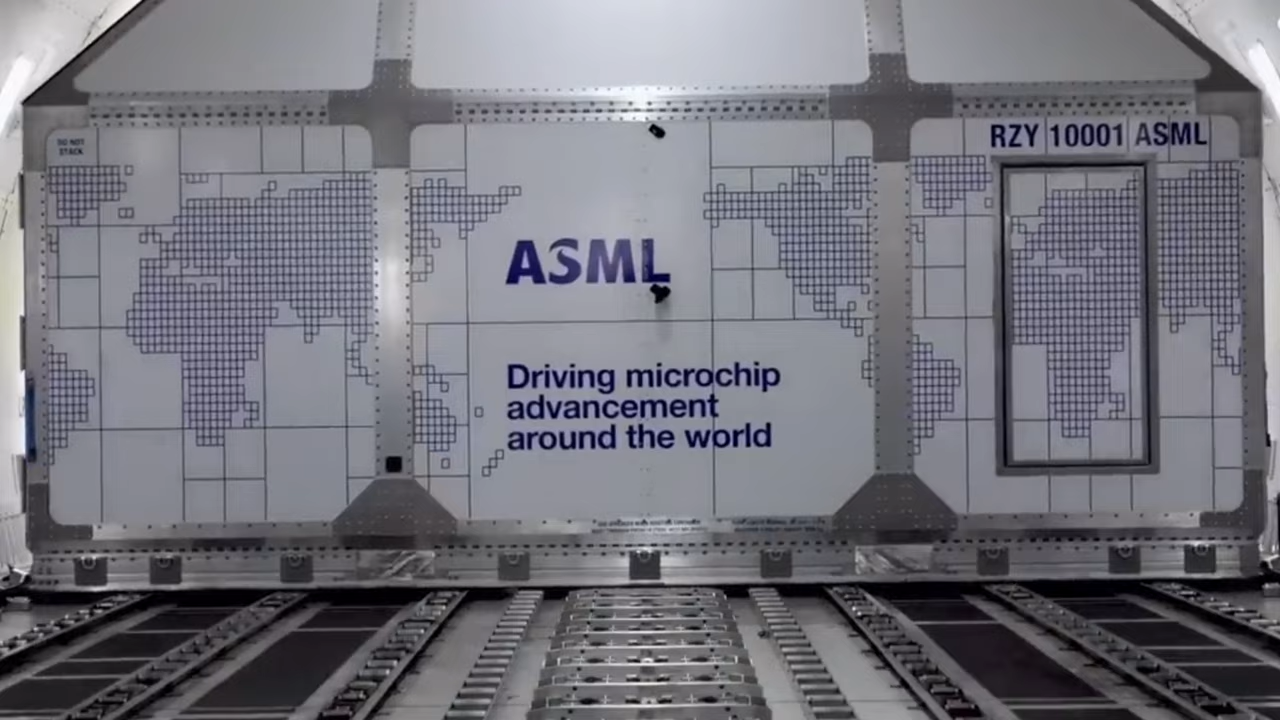 DO NOT
STACK
RZY 10001 ASML
ASML
Driving microchip
advancement
around the world